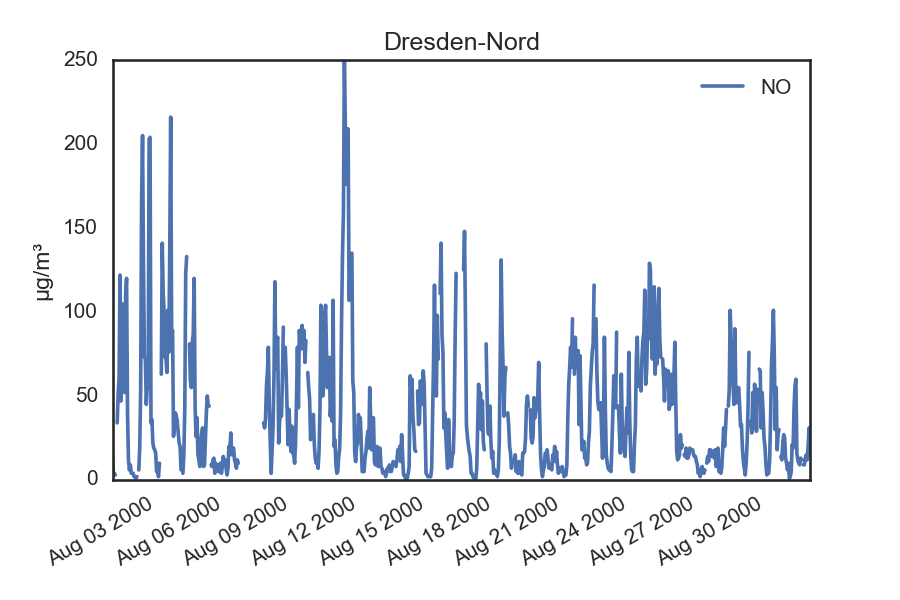 Dresden-Nord
NO
µg/m³
250
200
150
100
50
0
Aug 03 2000
Aug 06 2000
Aug 09 2000
Aug 12 2000
Aug 15 2000
Aug 18 2000
Aug 21 2000
Aug 24 2000
Aug 27 2000
Aug 30 2000